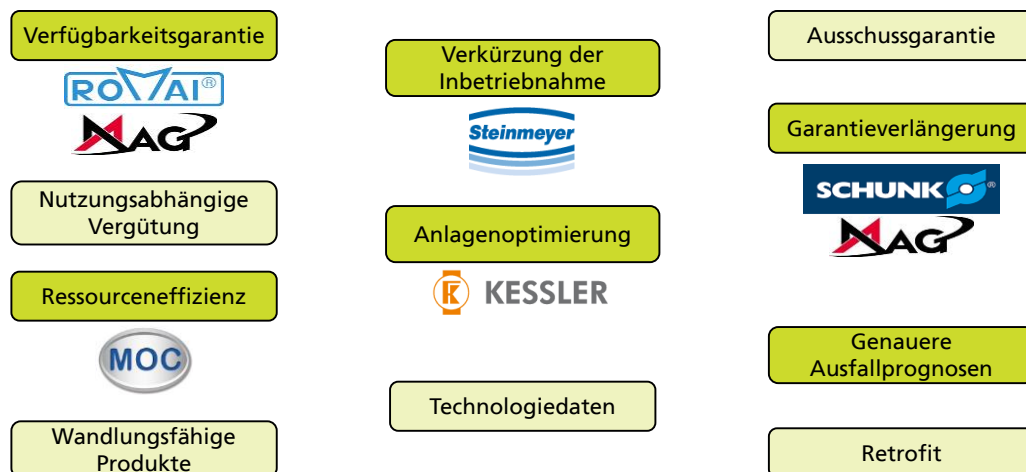 Verfügbarkeitsgarantie
ROVAI®
MAG
Nutzungsabhängige
Vergütung
Ressourceneffizienz
MOC
Wandlungsfähige
Produkte
Verkürzung der
Inbetriebnahme
Steinmeyer
Anlagenoptimierung
K KESSLER
Technologiedaten
Ausschussgarantie
Garantieverlängerung
SCHUNK ®
MAG
Genauere
Ausfallprognosen
Retrofit